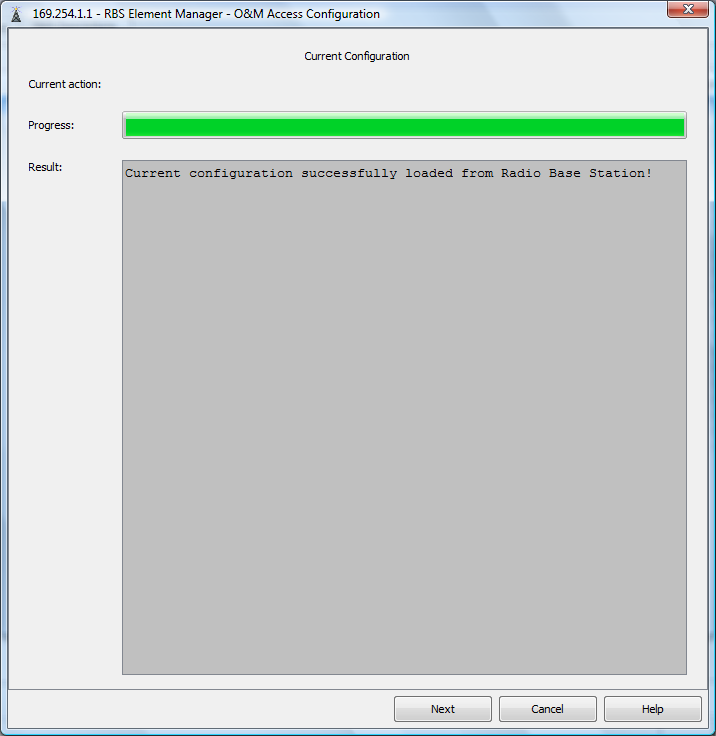 169.254.1.1 - RBS Element Manager - O&M Access Configuration
Current Configuration
Current action:
Progress:
Result:
Current configuration successfully loaded from Radio Base Station!
Next
Cancel
Help